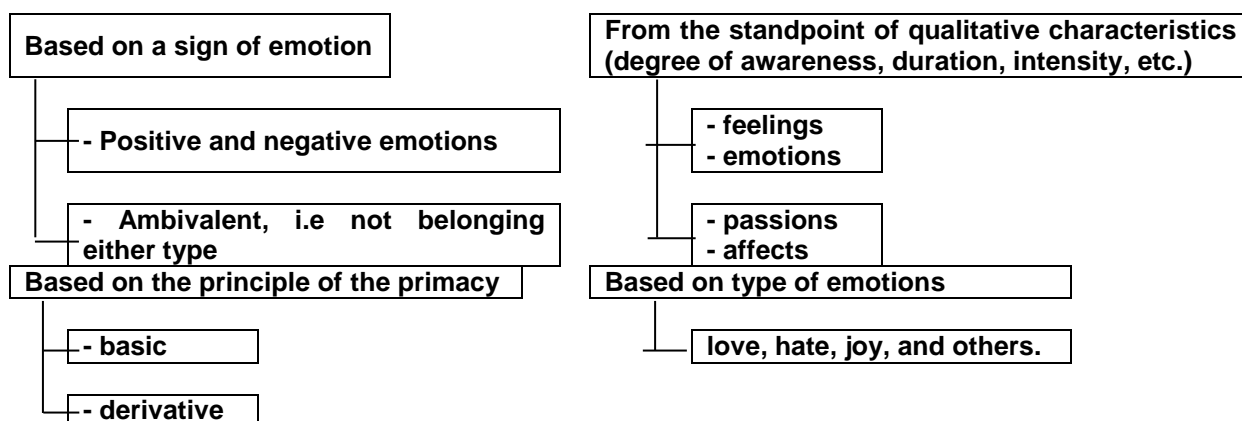 Based on a sign of emotion
- Positive and negative emotions
- Ambivalent, i.e not belonging
either type
Based on the principle of the primacy
- basic
- derivative
From the standpoint of qualitative characteristics
(degree of awareness, duration, intensity, etc.)
- feelings
- emotions
- passions
- affects
Based on type of emotions
love, hate, joy, and others.